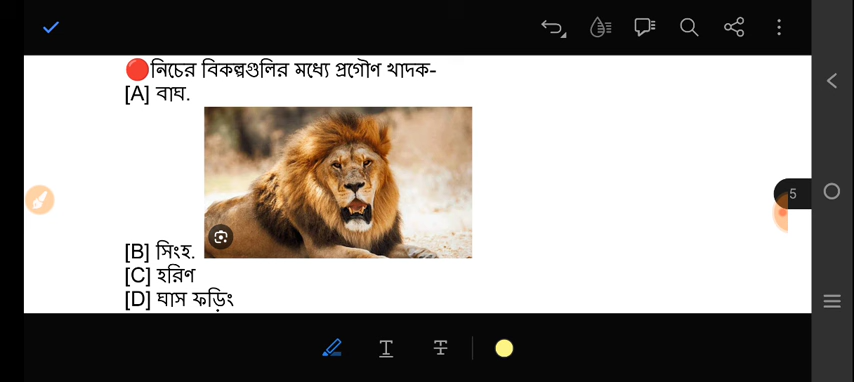 🔴নিচের বিকল্পগুলির মধ্যে প্রগৌণ খাদক-
[A] বাঘ.
[B] সিংহ.
[C] হরিণ
[D] ঘাস ফড়িং
5
T
T